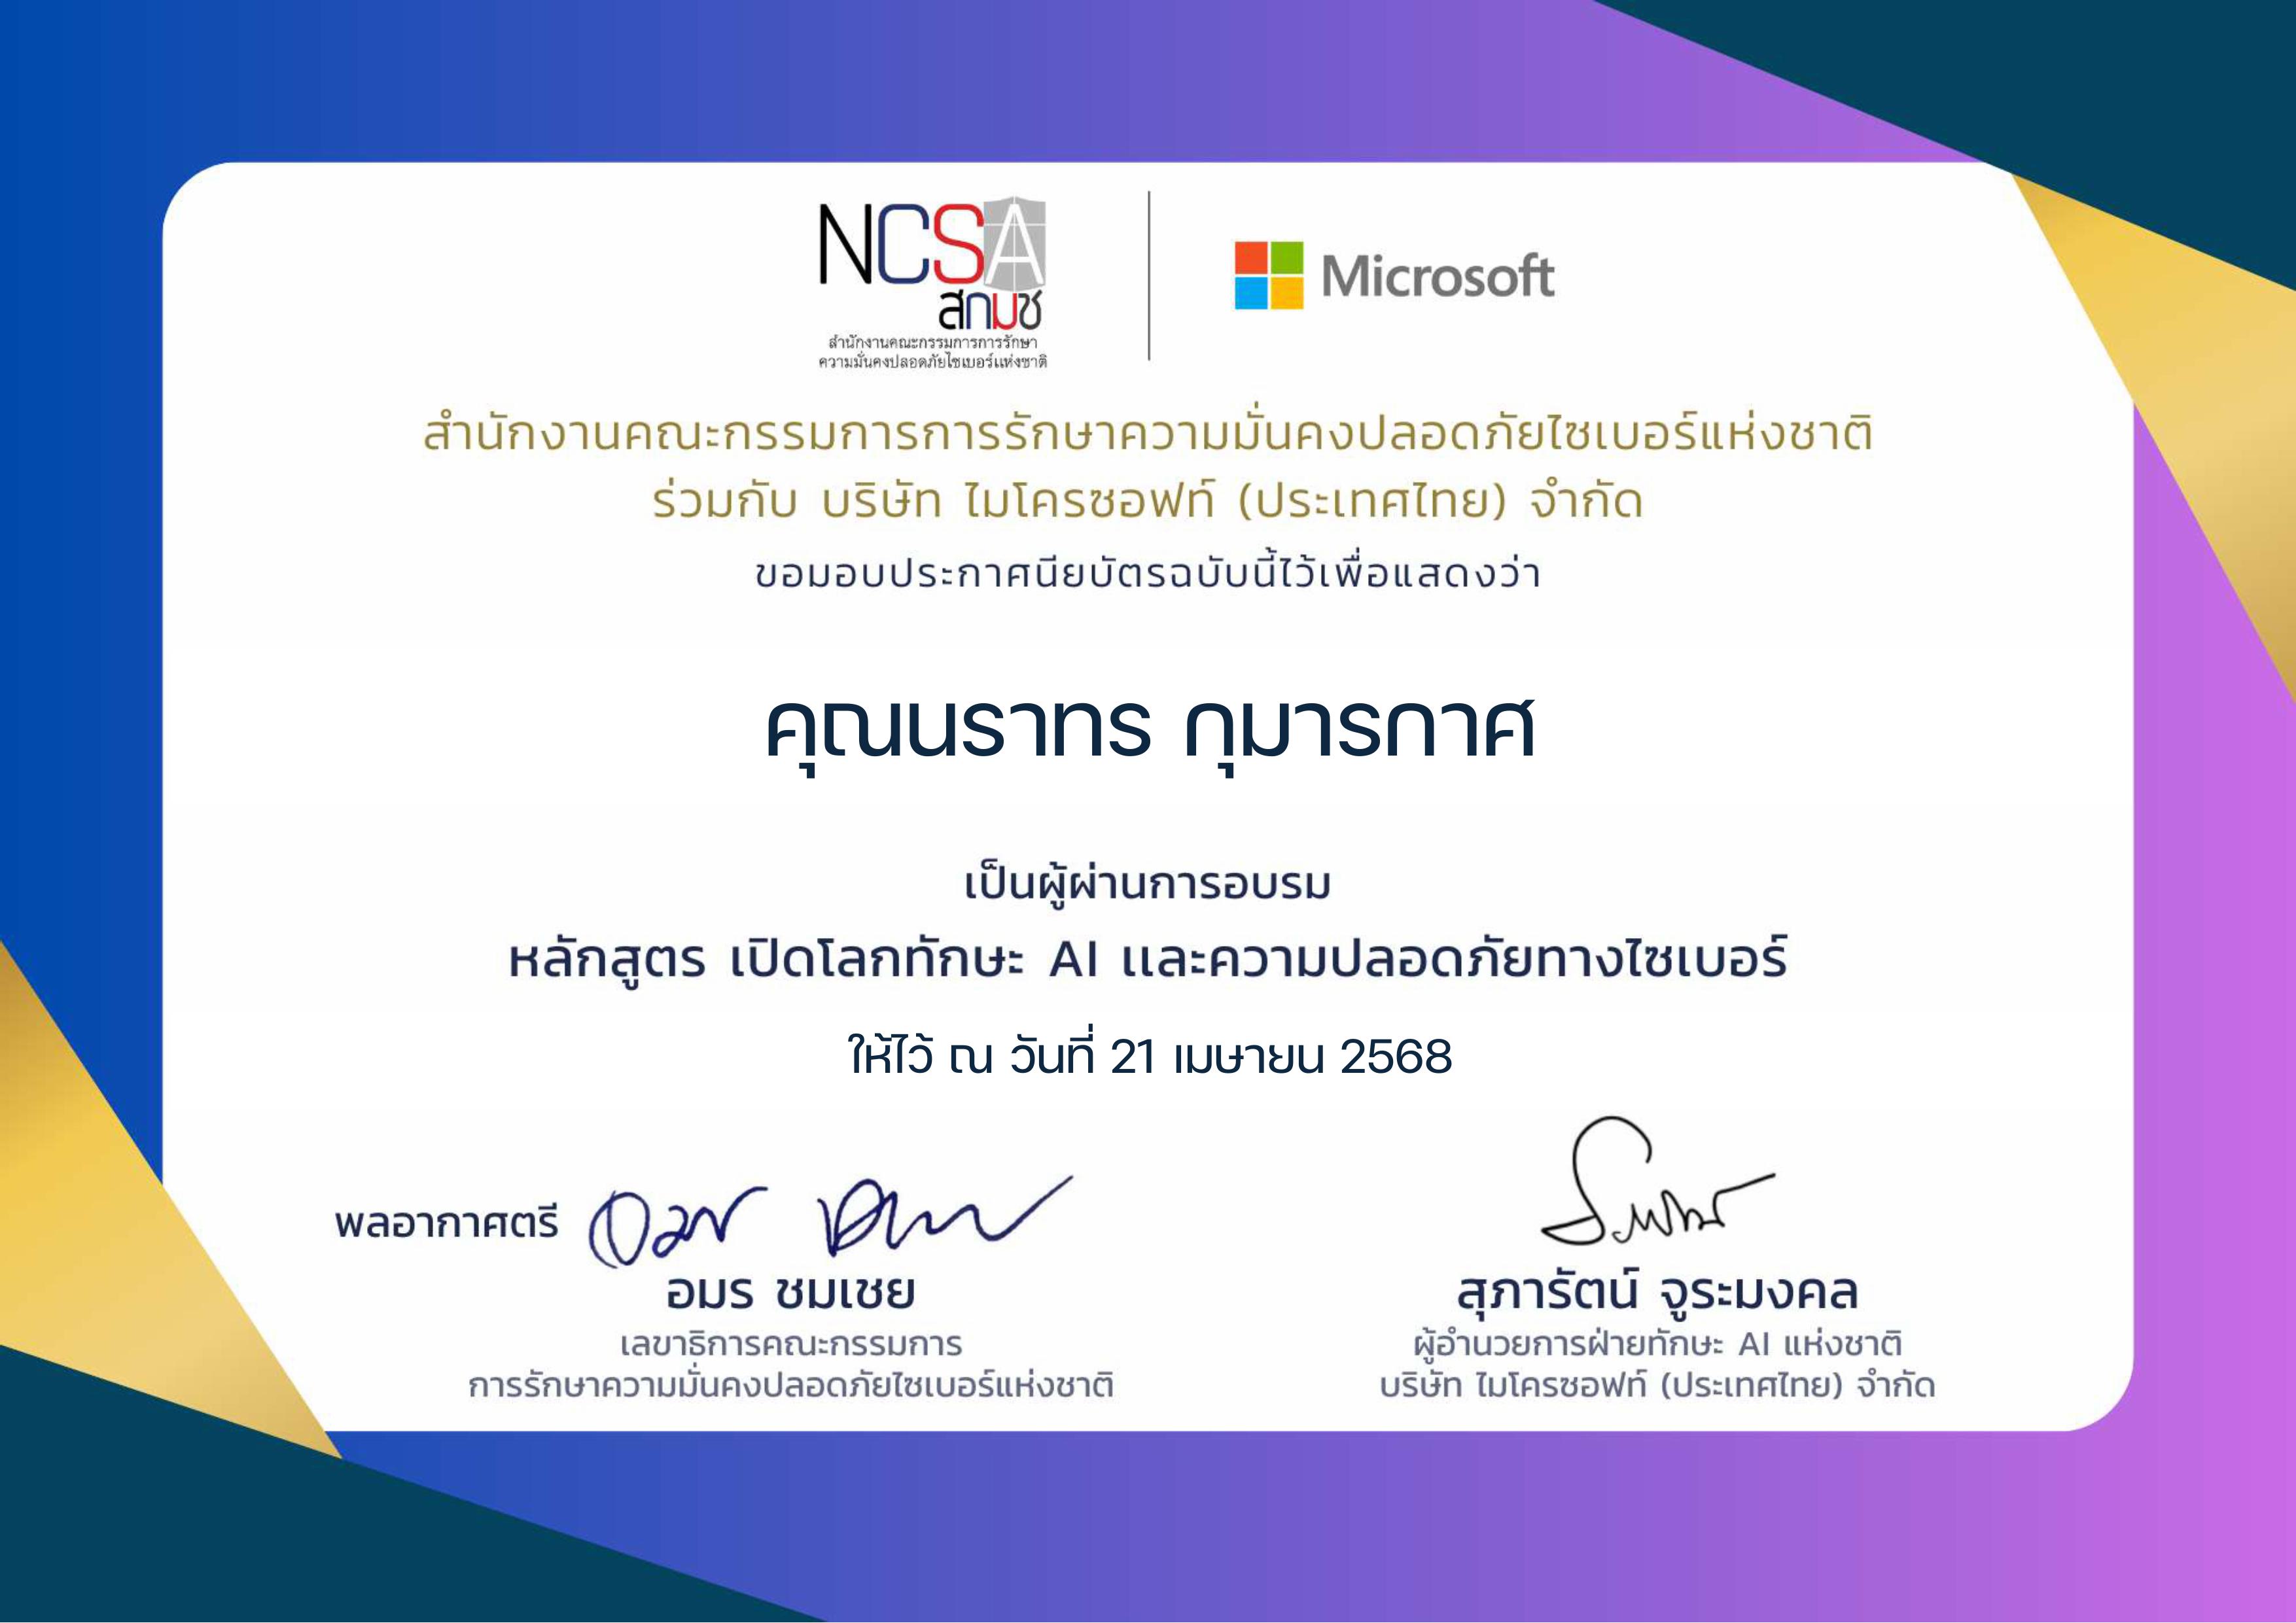 NCSA
สกมช
สำนักงานคณะกรรมการการรักษา
ความมั่นคงปลอดภัยไซเบอร์แห่งชาติ
Microsoft
สำนักงานคณะกรรมการการรักษาความมั่นคงปลอดภัยไซเบอร์แห่งชาติ
ร่วมกับ บริษัท ไมโครซอฟท์ (ประเทศไทย) จำกัด
ขอมอบประกาศนียบัตรฉบับนี้ไว้เพื่อแสดงว่า
คุณนราทร กุมารกาศ
เป็นผู้ผ่านการอบรม
หลักสูตร เปิดโลกทักษะ AI และความปลอดภัยทางไซเบอร์
ให้ไว้ ณ วันที่ 21 เมษายน 2568
พลอากาศตรี
อมร ชมเชย
เลขาธิการคณะกรรมการ
การรักษาความมั่นคงปลอดภัยไซเบอร์แห่งชาติ
สุภารัตน์ จูระมงคล
ผู้อำนวยการฝ่ายทักษะ AI แห่งชาติ
บริษัท ไมโครซอฟท์ (ประเทศไทย) จำกัด